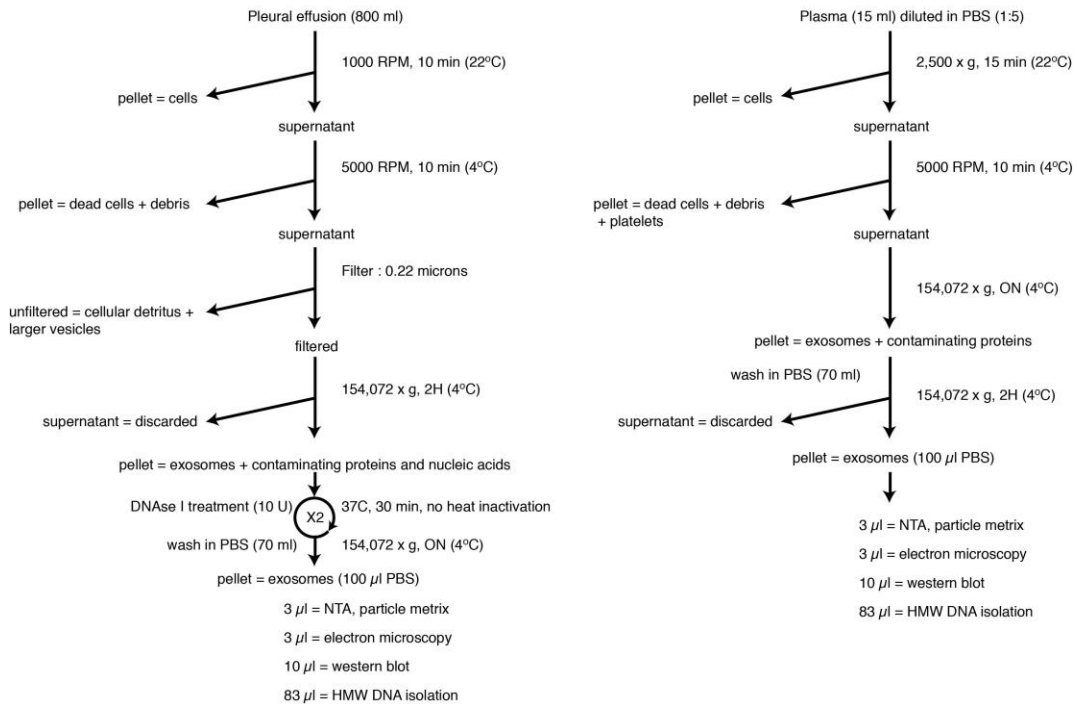 Pleural effusion (800 ml)
1000 RPM, 10 min (22ºC)
pellet = cells
supernatant
5000 RPM, 10 min (4ºC)
pellet = dead cells + debris
supernatant
Filter : 0.22 microns
unfiltered = cellular detritus +
larger vesicles
filtered
154,072 x g, 2H (4ºC)
supernatant = discarded
pellet = exosomes + contaminating proteins and nucleic acids
DNAse I treatment (10 U)
X2
37C, 30 min, no heat inactivation
wash in PBS (70 ml)
154,072 x g, ON (4ºC)
pellet = exosomes (100 µl PBS)
3 µl = NTA, particle metrix
3 µl = electron microscopy
10 µl = western blot
83 µl = HMW DNA isolation
Plasma (15 ml) diluted in PBS (1:5)
2,500 x g, 15 min (22ºC)
pellet = cells
supernatant
5000 RPM, 10 min (4ºC)
pellet = dead cells + debris
+ platelets
supernatant
154,072 x g, ON (4ºC)
pellet = exosomes + contaminating proteins
wash in PBS (70 ml)
154,072 x g, 2H (4ºC)
supernatant = discarded
pellet = exosomes (100 µl PBS)
3 µl = NTA, particle metrix
3 µl = electron microscopy
10 µl = western blot
83 µl = HMW DNA isolation